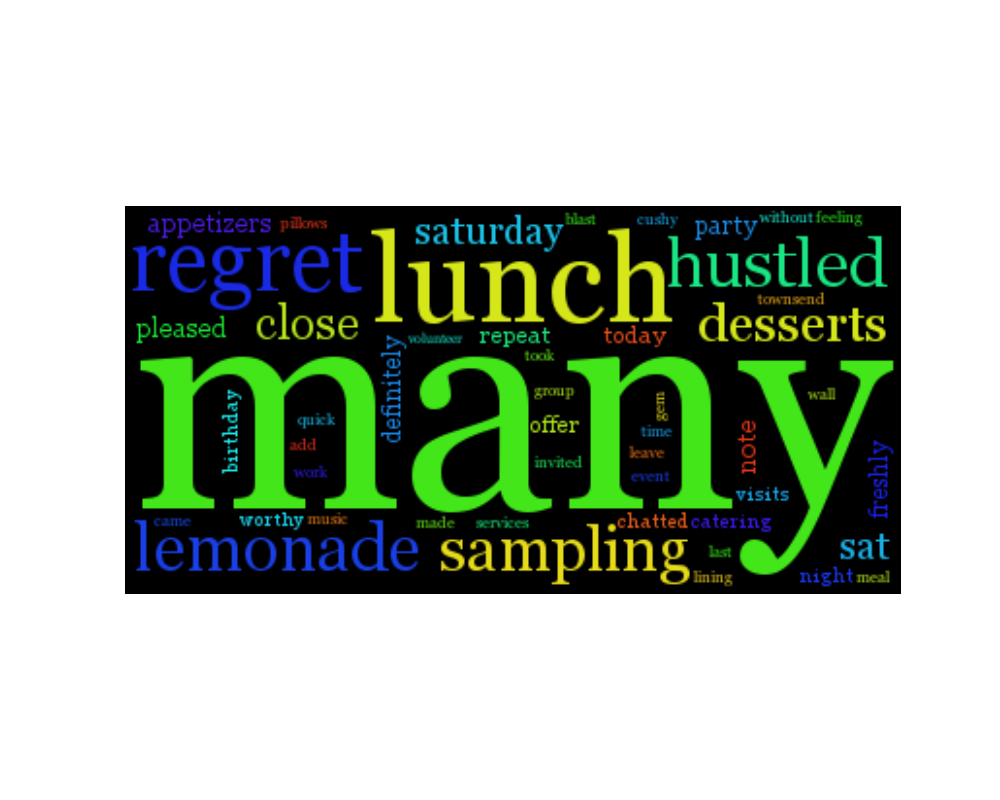 appetizers pillows saturday blast cushy party without feeling
regret lunch hustled
townsend
pleased close volunteer repeat today desserts
definitely took
many
birthday quick add work group offer invited gem time leave event note wall visits freshly
came worthy music made services chatted catering
lemonade sampling last lining sat night meal